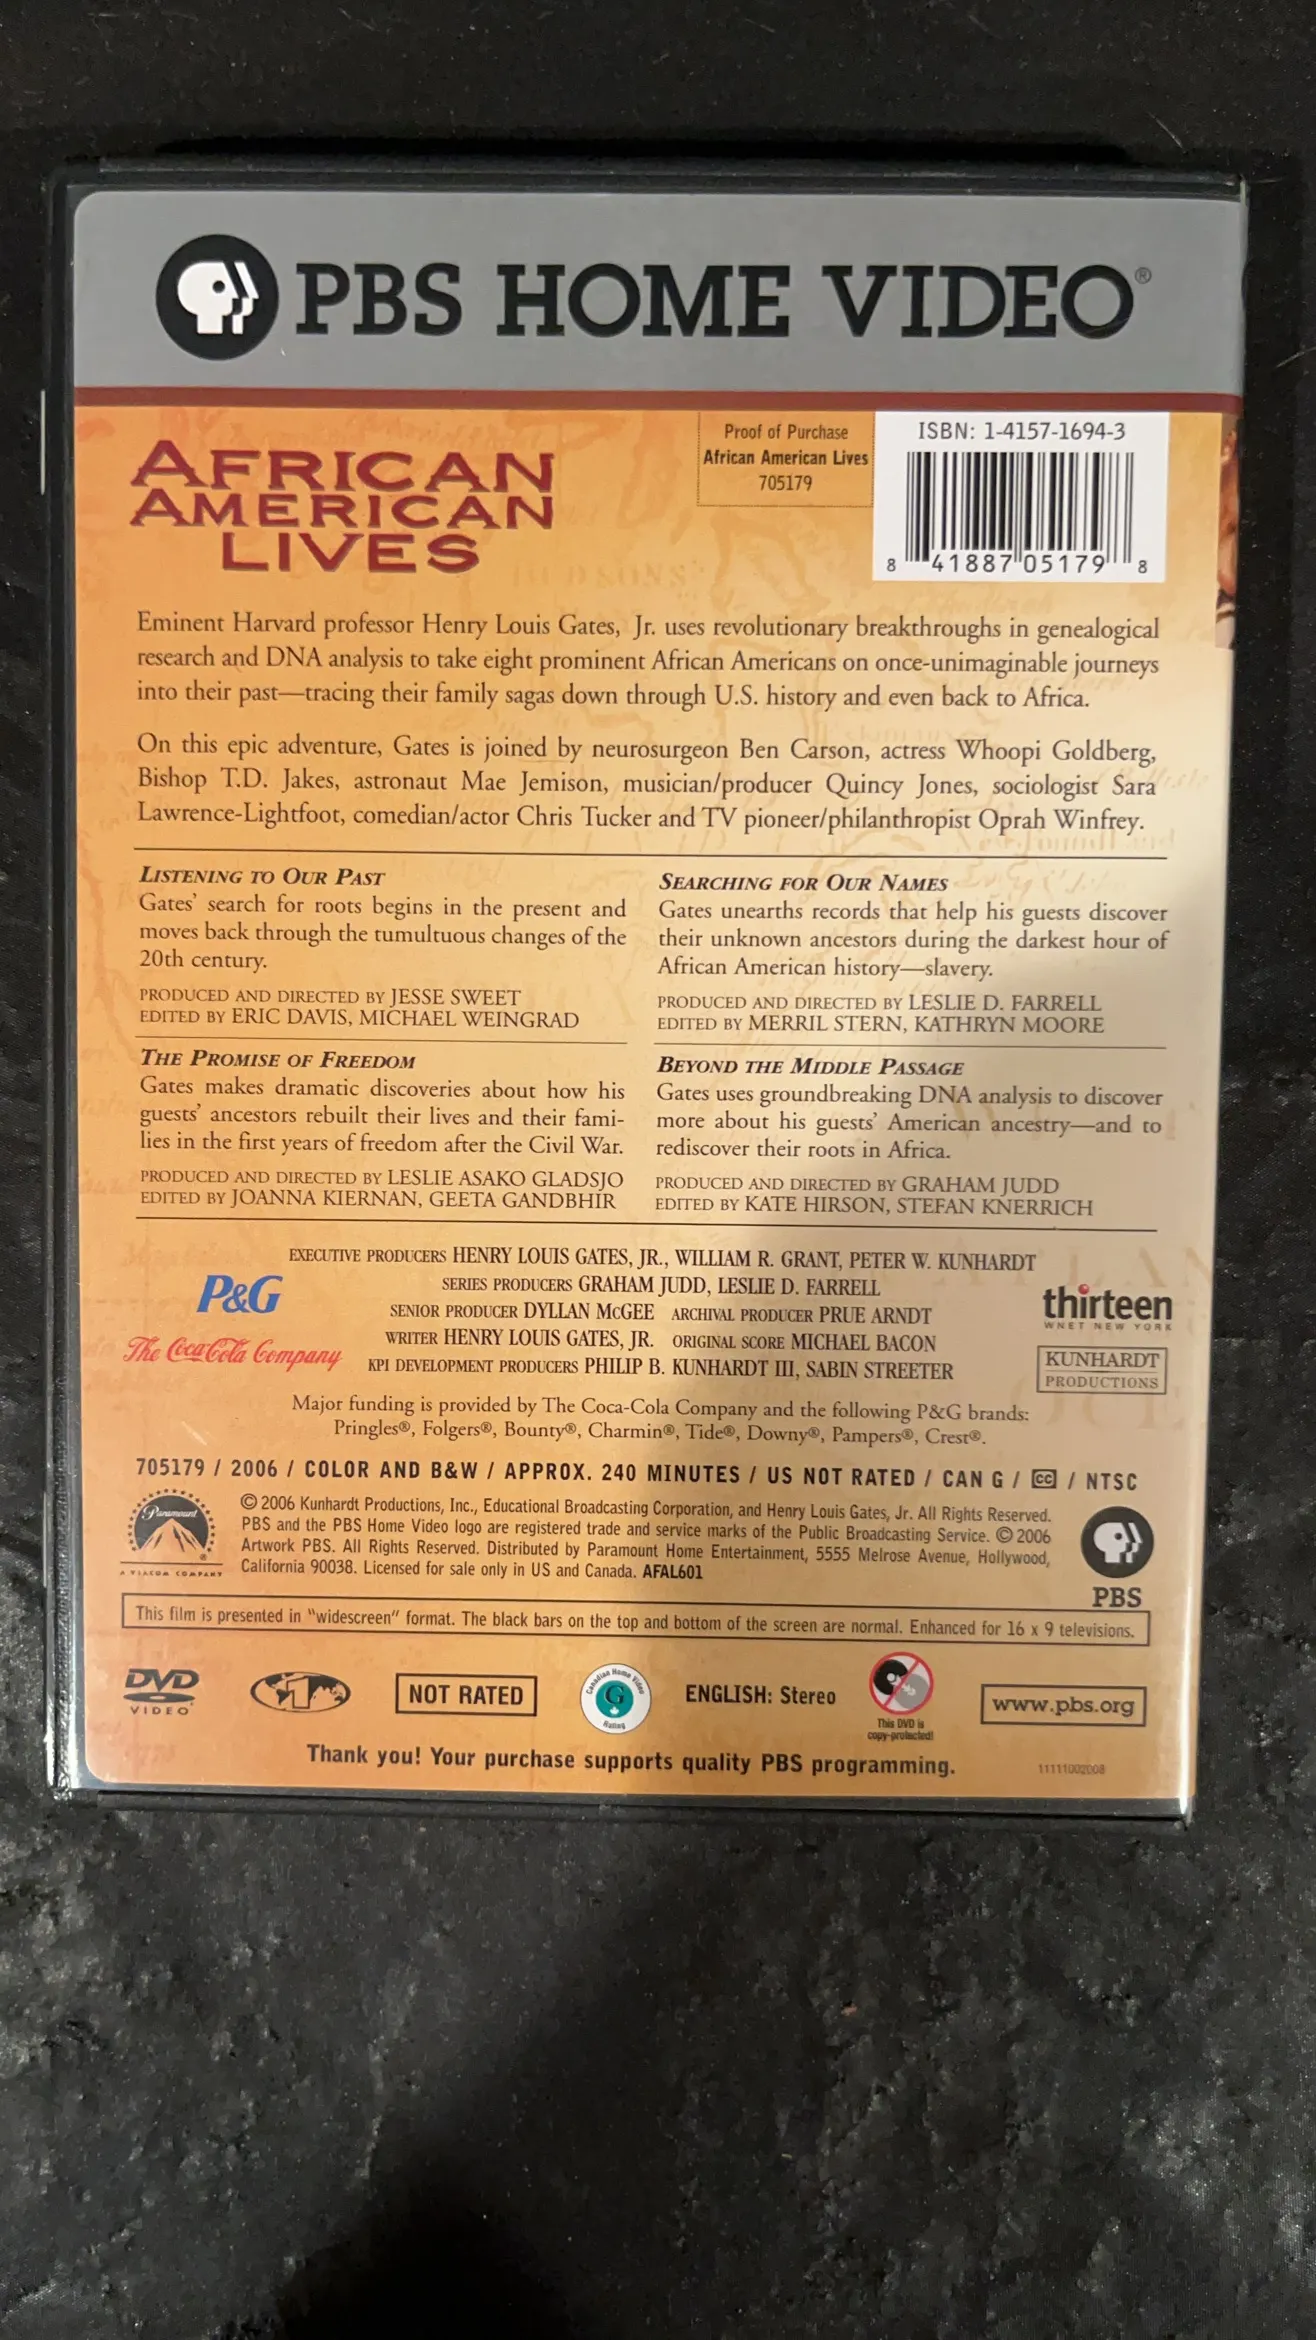 PBS HOME VIDEO®
AFRICAN
AMERICAN
LIVES
Proof of Purchase
African American Lives
705179
ISBN: 1-4157-1694-3
8 41887 05179 8
Eminent Harvard professor Henry Louis Gates, Jr. uses revolutionary breakthroughs in genealogical
research and DNA analysis to take eight prominent African Americans on once-unimaginable journeys
into their past—tracing their family sagas down through U.S. history and even back to Africa.
On this epic adventure, Gates is joined by neurosurgeon Ben Carson, actress Whoopi Goldberg,
Bishop T.D. Jakes, astronaut Mae Jemison, musician/producer Quincy Jones, sociologist Sara
Lawrence-Lightfoot, comedian/actor Chris Tucker and TV pioneer/philanthropist Oprah Winfrey.
LISTENING TO OUR PAST
Gates' search for roots begins in the present and
moves back through the tumultuous changes of the
20th century.
PRODUCED AND DIRECTED BY JESSE SWEET
EDITED BY ERIC DAVIS, MICHAEL WEINGRAD
SEARCHING FOR OUR NAMES
Gates unearths records that help his guests discover
their unknown ancestors during the darkest hour of
African American history—slavery.
PRODUCED AND DIRECTED BY LESLIE D. FARRELL
EDITED BY MERRIL STERN, KATHRYN MOORE
THE PROMISE OF FREEDOM
Gates makes dramatic discoveries about how his
guests' ancestors rebuilt their lives and their fami-
lies in the first years of freedom after the Civil War.
PRODUCED AND DIRECTED BY LESLIE ASAKO GLADSJO
EDITED BY JOANNA KIERNAN, GEETA GANDBHIR
BEYOND THE MIDDLE PASSAGE
Gates uses groundbreaking DNA analysis to discover
more about his guests' American ancestry—and to
rediscover their roots in Africa.
PRODUCED AND DIRECTED BY GRAHAM JUDD
EDITED BY KATE HIRSON, STEFAN KNERRICH
EXECUTIVE PRODUCERS HENRY LOUIS GATES, JR., WILLIAM R. GRANT, PETER W. KUNHARDT
SERIES PRODUCERS GRAHAM JUDD, LESLIE D. FARRELL
SENIOR PRODUCER DYLLAN McGEE ARCHIVAL PRODUCER PRUE ARNDT
WRITER HENRY LOUIS GATES, JR. ORIGINAL SCORE MICHAEL BACON
KPI DEVELOPMENT PRODUCERS PHILIP B. KUNHARDT III, SABIN STREETER
P&G
The Coca-Cola Company
thirteen
WNET NEW YORK
KUNHARDT
PRODUCTIONS
Major funding is provided by The Coca-Cola Company and the following P&G brands:
Pringles®, Folgers®, Bounty®, Charmin®, Tide®, Downy®, Pampers®, Crest®.
705179 / 2006 / COLOR AND B&W / APPROX. 240 MINUTES / US NOT RATED / CAN G / CC / NTSC
Paramount
A VIACOM COMPANY
© 2006 Kunhardt Productions, Inc., Educational Broadcasting Corporation, and Henry Louis Gates, Jr. All Rights Reserved.
PBS and the PBS Home Video logo are registered trade and service marks of the Public Broadcasting Service. © 2006
Artwork PBS. All Rights Reserved. Distributed by Paramount Home Entertainment, 5555 Melrose Avenue, Hollywood,
California 90038. Licensed for sale only in US and Canada. AFAL601
PBS
This film is presented in "widescreen" format. The black bars on the top and bottom of the screen are normal. Enhanced for 16 x 9 televisions.
DVD
VIDEO
1
NOT RATED
Canadian Home Video
G
Rating
ENGLISH: Stereo
This DVD is
copy-protected!
www.pbs.org
Thank you! Your purchase supports quality PBS programming.
11111002008